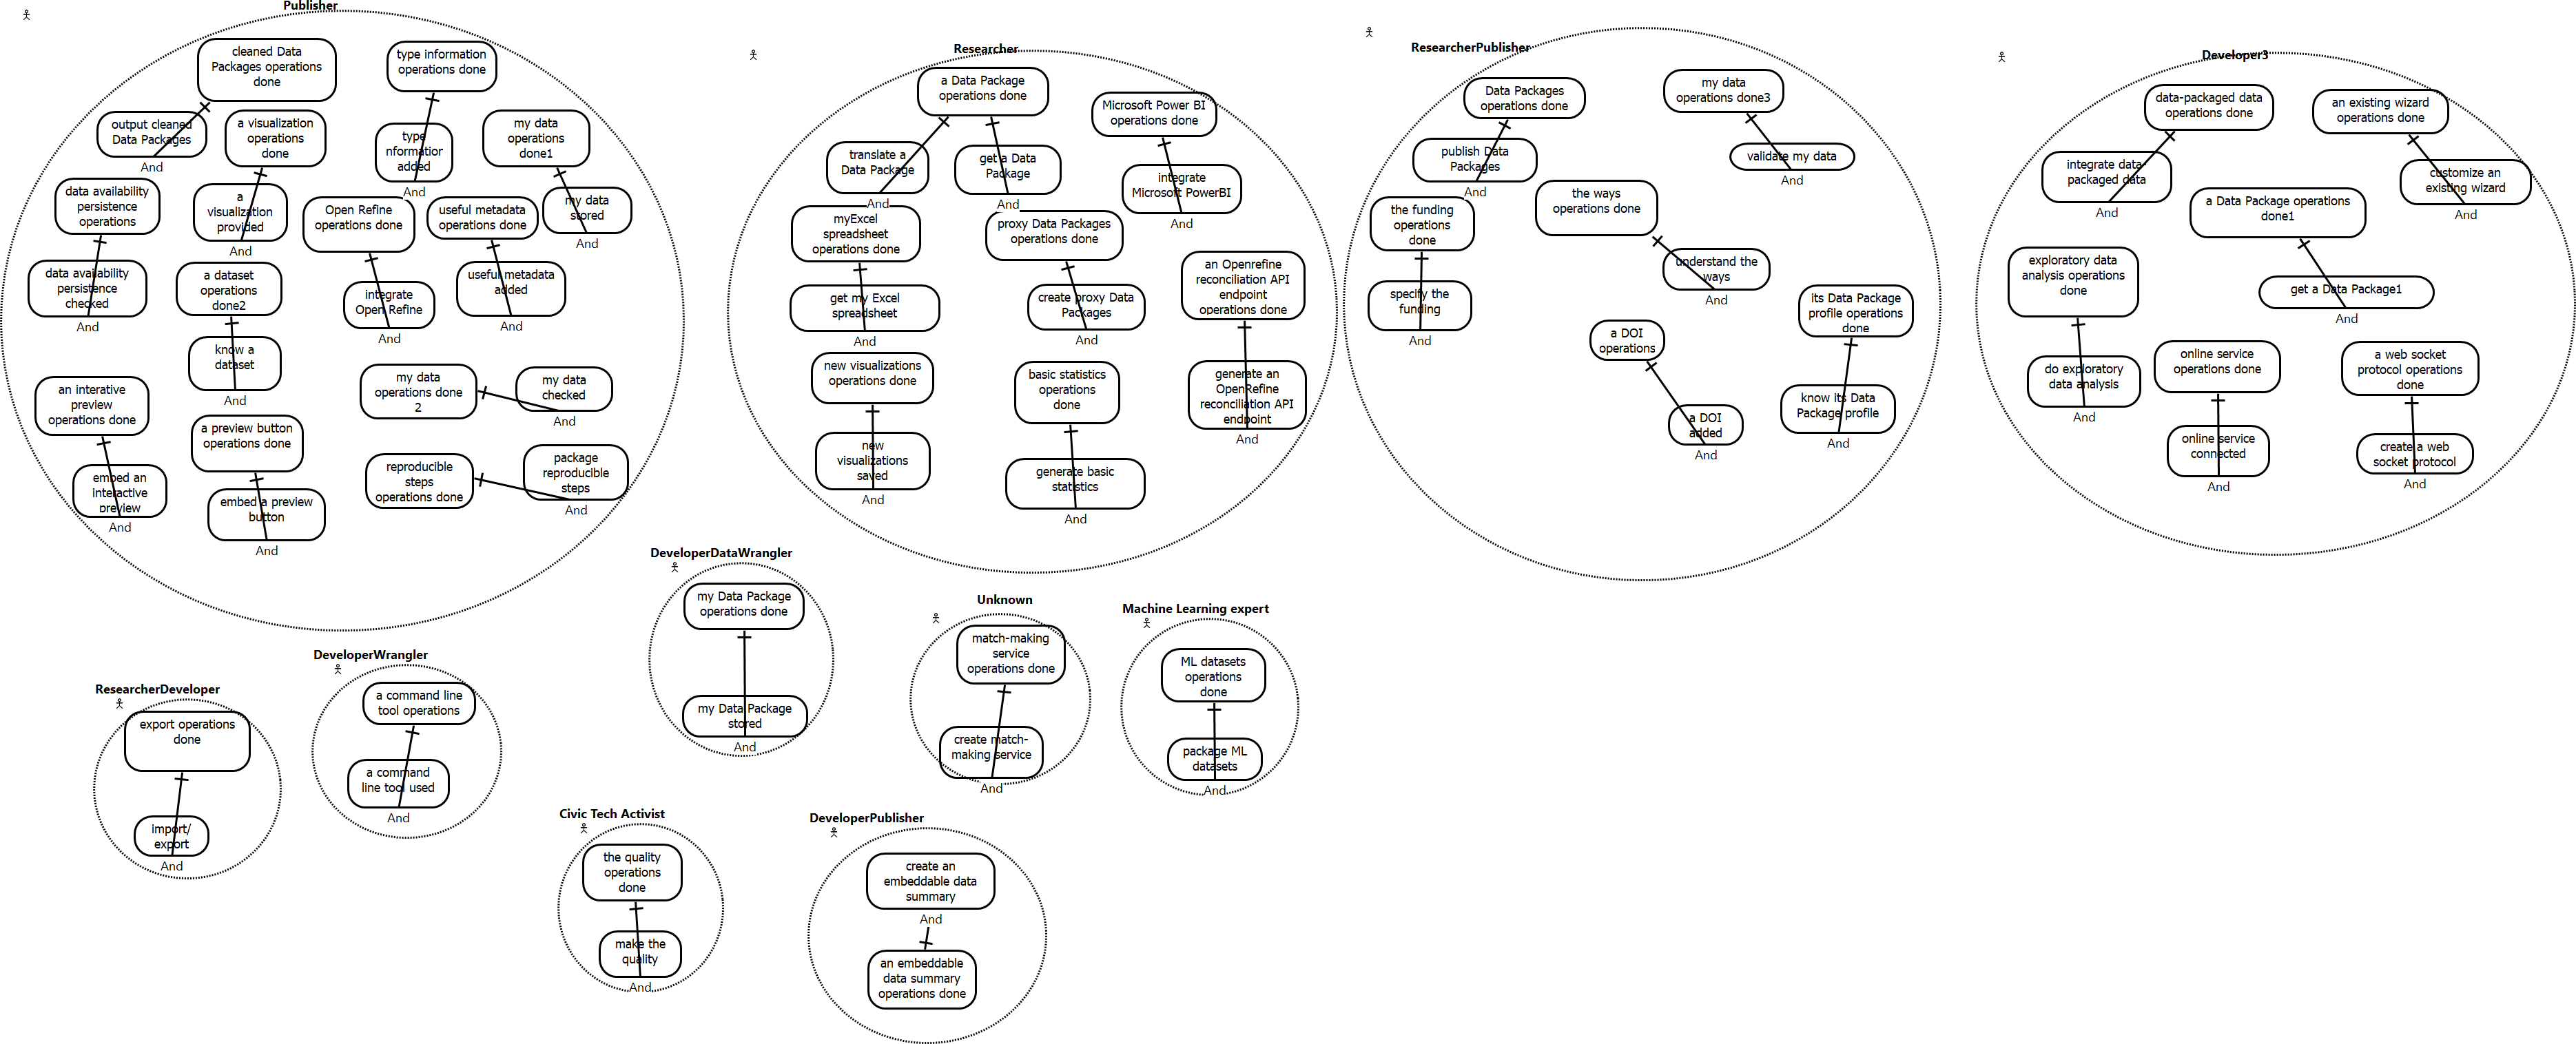 Publisher
cleaned Data
Packages operations
done
type information
operations done
output cleaned
Data Packages
And
a visualization
operations
done
type
nformatior
added
And
my data
operations
done1
data availability
persistence
operations
a
visualization
provided
And
Open Refine
operations done
useful metadata
operations done
my data
stored
And
data availability
persistence
checked
And
a dataset
operations
done2
integrate
Open Refine
And
useful metadata
added
And
know a
dataset
And
an interative
preview
operations done
my data
operations done
2
my data
checked
And
a preview button
operations done
embed an
interactive
preview
And
embed a preview
button
And
reproducible
steps
operations done
package
reproducible
steps
And
Researcher
a Data Package
operations done
Microsoft Power BI
operations done
translate a
Data Package
And
get a Data
Package
And
integrate
Microsoft PowerBI
And
myExcel
spreadsheet
operations done
proxy Data Packages
operations done
an Openrefine
reconciliation API
endpoint
operations done
get my Excel
spreadsheet
And
create proxy Data
Packages
And
new visualizations
operations done
basic statistics
operations
done
generate an
OpenRefine
reconciliation API
endpoint
And
new
visualizations
saved
And
generate basic
statistics
And
ResearcherPublisher
Data Packages
operations done
my data
operations done3
publish Data
Packages
And
validate my data
And
the funding
operations
done
the ways
operations done
understand the
ways
And
specify the
funding
And
a DOI
operations
its Data Package
profile operations
done
a DOI
added
And
know its Data
Package profile
And
Developer3
data-packaged data
operations done
an existing wizard
operations done
integrate data-
packaged data
And
customize an
existing wizard
And
a Data Package operations
done1
exploratory data
analysis operations
done
get a Data Package1
And
do exploratory
data analysis
And
online service
operations done
a web socket
protocol operations
done
online service
connected
And
create a web
socket protocol
And
DeveloperDataWrangler
my Data Package
operations done
my Data Package
stored
And
Unknown
match-making
service
operations done
create match-
making service
And
Machine Learning expert
ML datasets
operations
done
package ML
datasets
And
DeveloperWrangler
a command line
tool operations
a command
line tool used
And
ResearcherDeveloper
export operations
done
import/
export
And
Civic Tech Activist
the quality
operations
done
make the
quality
And
DeveloperPublisher
create an
embeddable data
summary
And
an embeddable
data summary
operations done